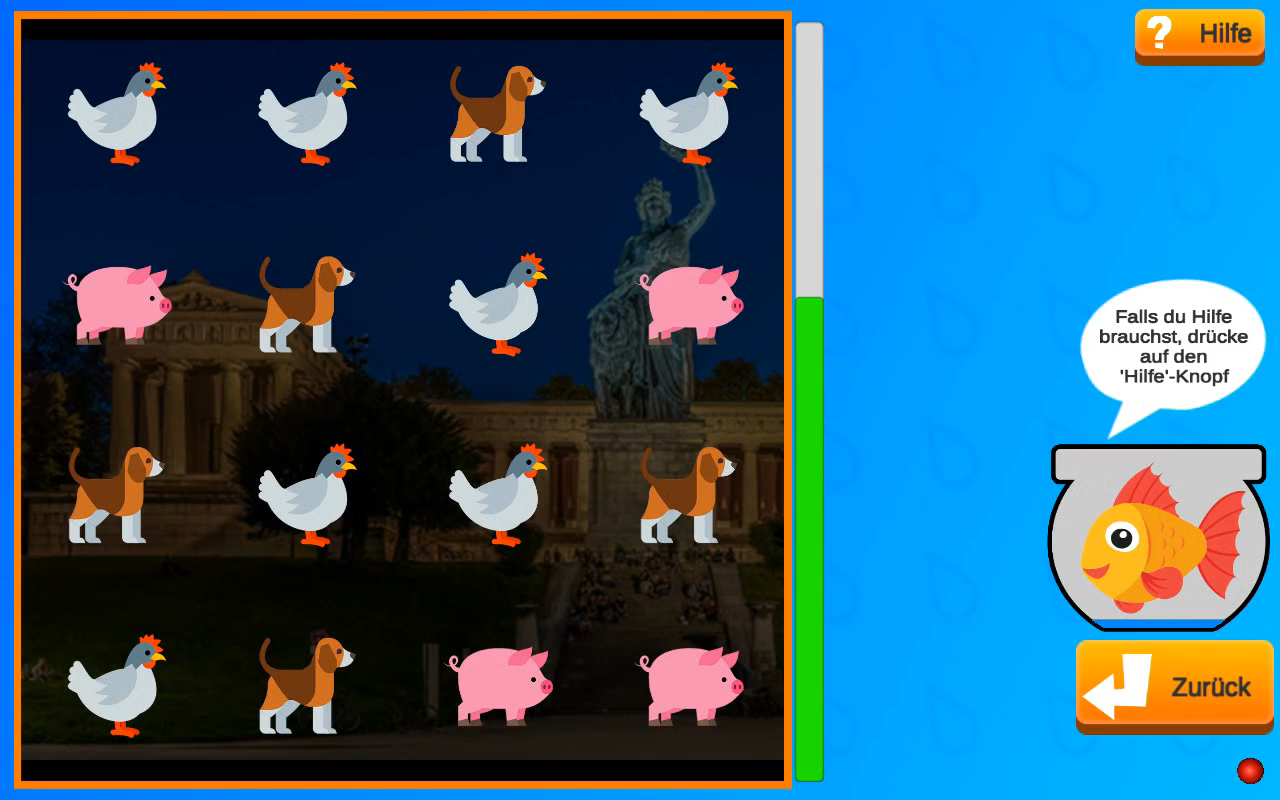 ? Hilfe
Falls du Hilfe
brauchst, drücke
auf den
'Hilfe'-Knopf
Zurück